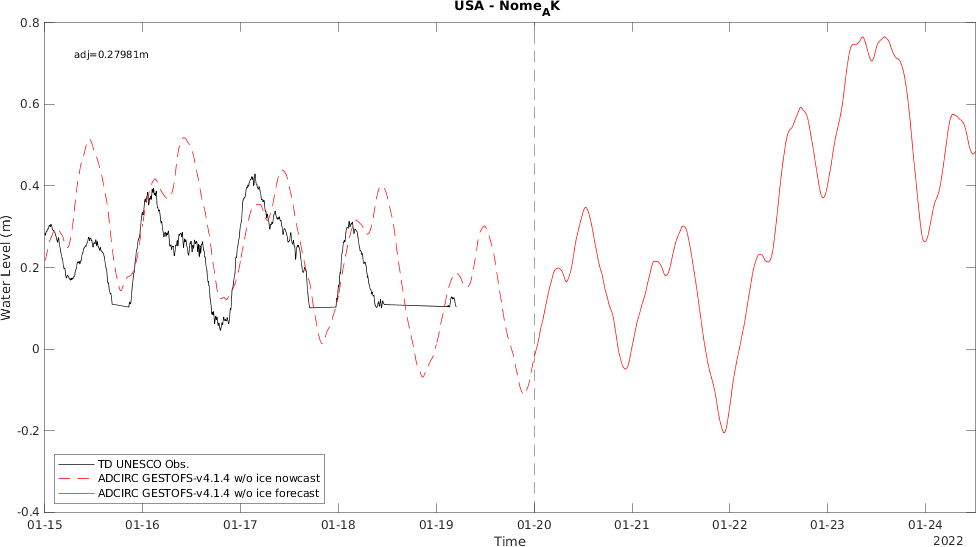 USA - Nome_AK
adj=0.27981m
0.8
0.6
0.4
0.2
0
-0.2
-0.4
Water Level (m)
TD UNESCO Obs.
ADCIRC GESTOFS-v4.1.4 w/o ice nowcast
ADCIRC GESTOFS-v4.1.4 w/o ice forecast
01-15 01-16 01-17 01-18 01-19 01-20 01-21 01-22 01-23 01-24
Time
2022